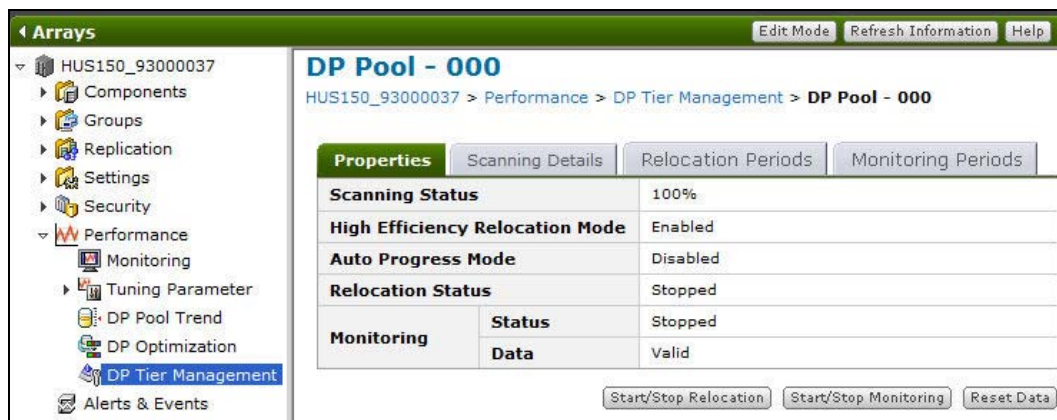 Arrays
Edit Mode Refresh Information Help
HUS150_93000037
Components
Groups
Replication
Settings
Security
Performance
Monitoring
Tuning Parameter
DP Pool Trend
DP Optimization
DP Tier Management
Alerts & Events
DP Pool - 000
HUS150_93000037 > Performance > DP Tier Management > DP Pool - 000
Properties Scanning Details Relocation Periods Monitoring Periods
Scanning Status 100%
High Efficiency Relocation Mode Enabled
Auto Progress Mode Disabled
Relocation Status Stopped
Monitoring Status Stopped
Data Valid
Start/Stop Relocation Start/Stop Monitoring Reset Data